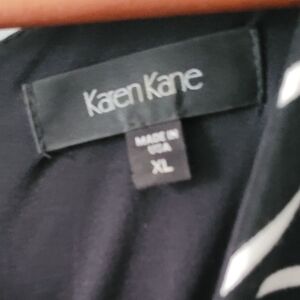 Karen Kane
MADE IN
USA
XL